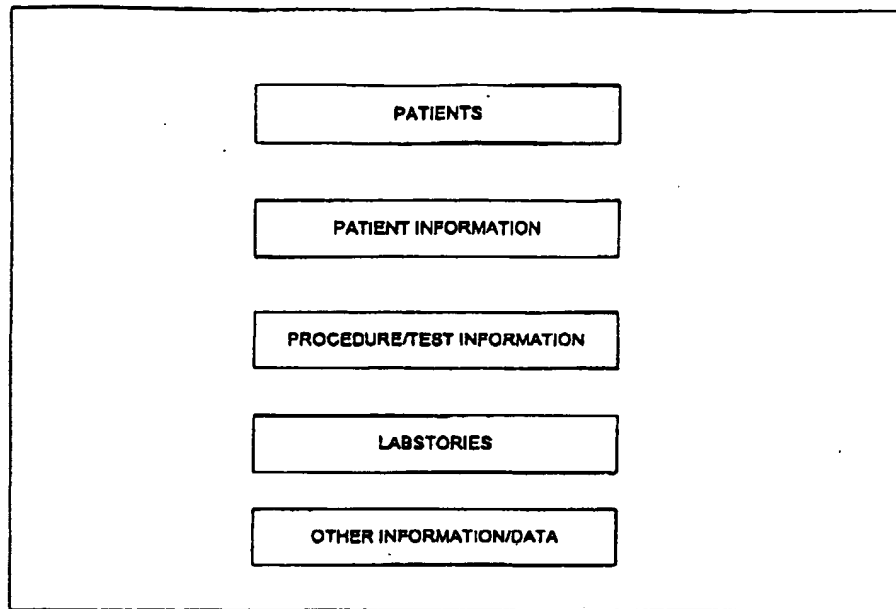 PATIENTS
PATIENT INFORMATION
PROCEDURE/TEST INFORMATION
LABSTORIES
OTHER INFORMATION/DATA